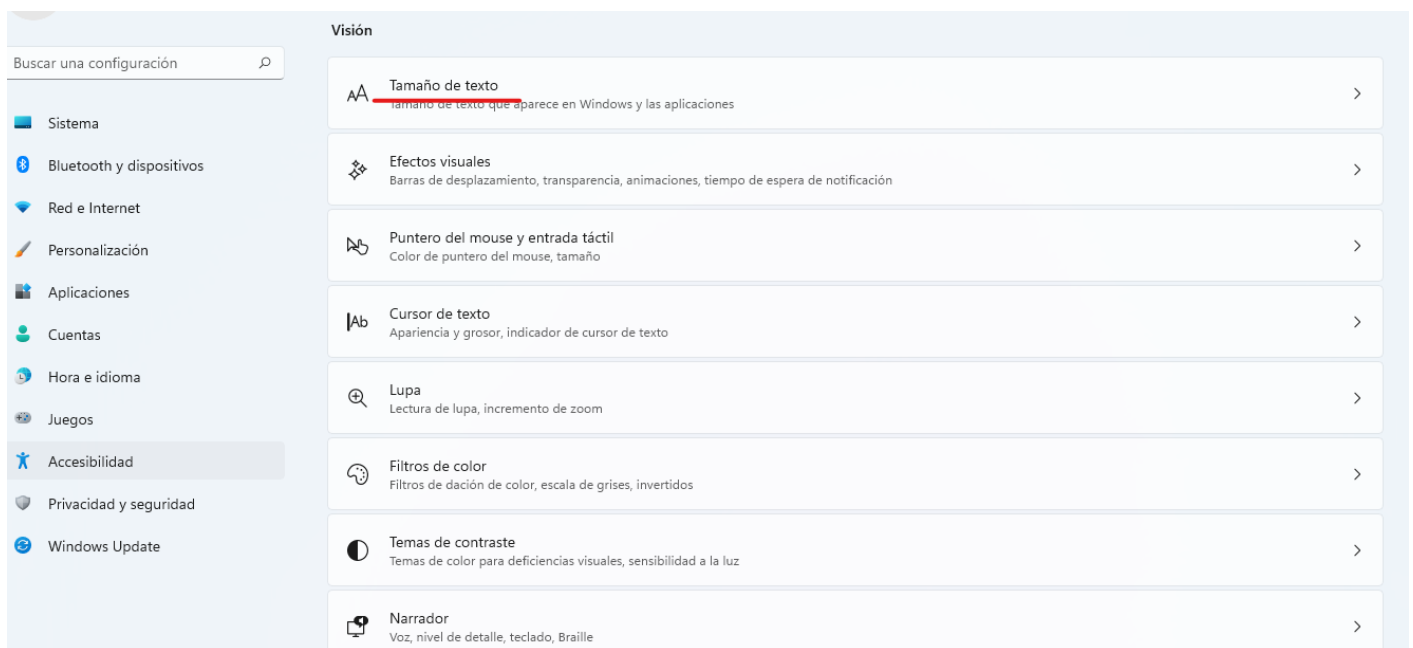 Visión
Buscar una configuración
Sistema
Bluetooth y dispositivos
Red e Internet
Personalización
Aplicaciones
Cuentas
Hora e idioma
Juegos
Accesibilidad
Privacidad y seguridad
Windows Update
AA
Tamaño de texto
Tamaño de texto que aparece en Windows y las aplicaciones
Efectos visuales
Barras de desplazamiento, transparencia, animaciones, tiempo de espera de notificación
Puntero del mouse y entrada táctil
Color de puntero del mouse, tamaño
Ab
Cursor de texto
Apariencia y grosor, indicador de cursor de texto
Lupa
Lectura de lupa, incremento de zoom
Filtros de color
Filtros de dación de color, escala de grises, invertidos
Temas de contraste
Temas de color para deficiencias visuales, sensibilidad a la luz
Narrador
Voz, nivel de detalle, teclado, Braille